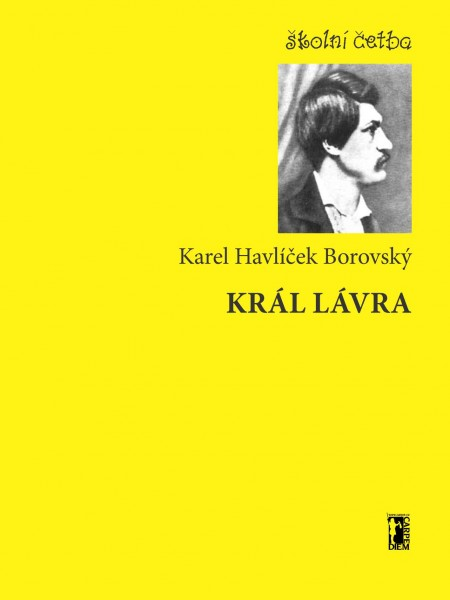 školní četba
Karel Havlíček Borovský
KRÁL LÁVRA
CARPE
DIEM